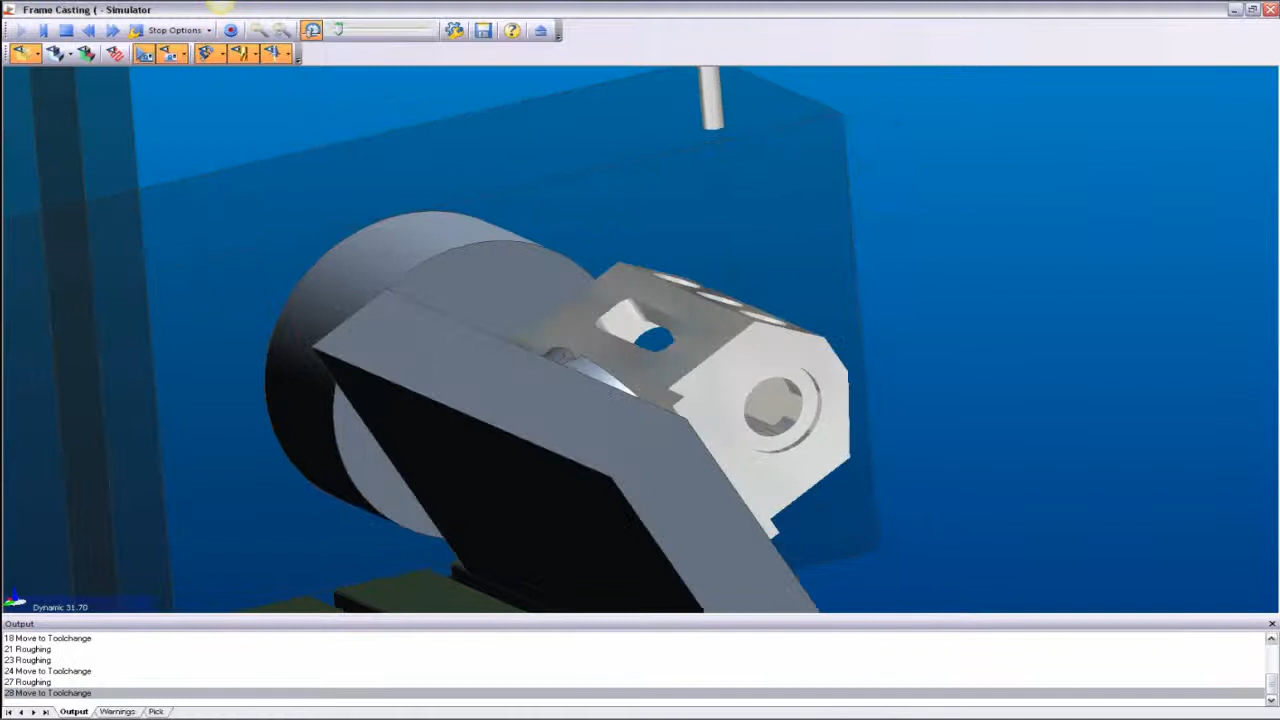 Frame Casting ( - Simulator
Stop Options
Dynamic 31.70
Output
18 Move to Toolchange
21 Roughing
23 Roughing
24 Move to Toolchange
27 Roughing
28 Move to Toolchange
Output Warnings Pick